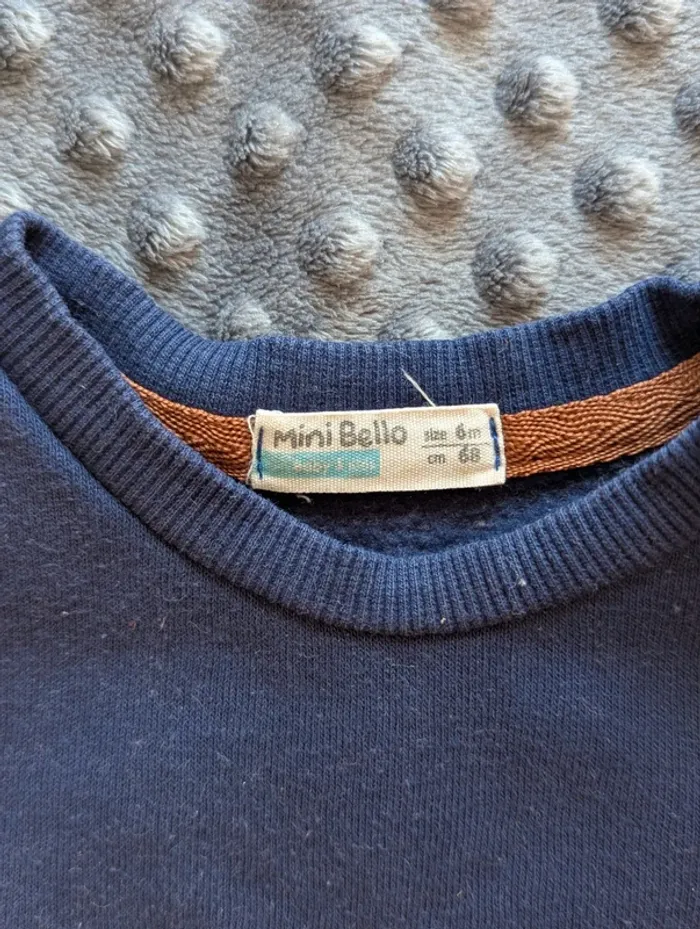 mini Bello
size 6m
cm 68